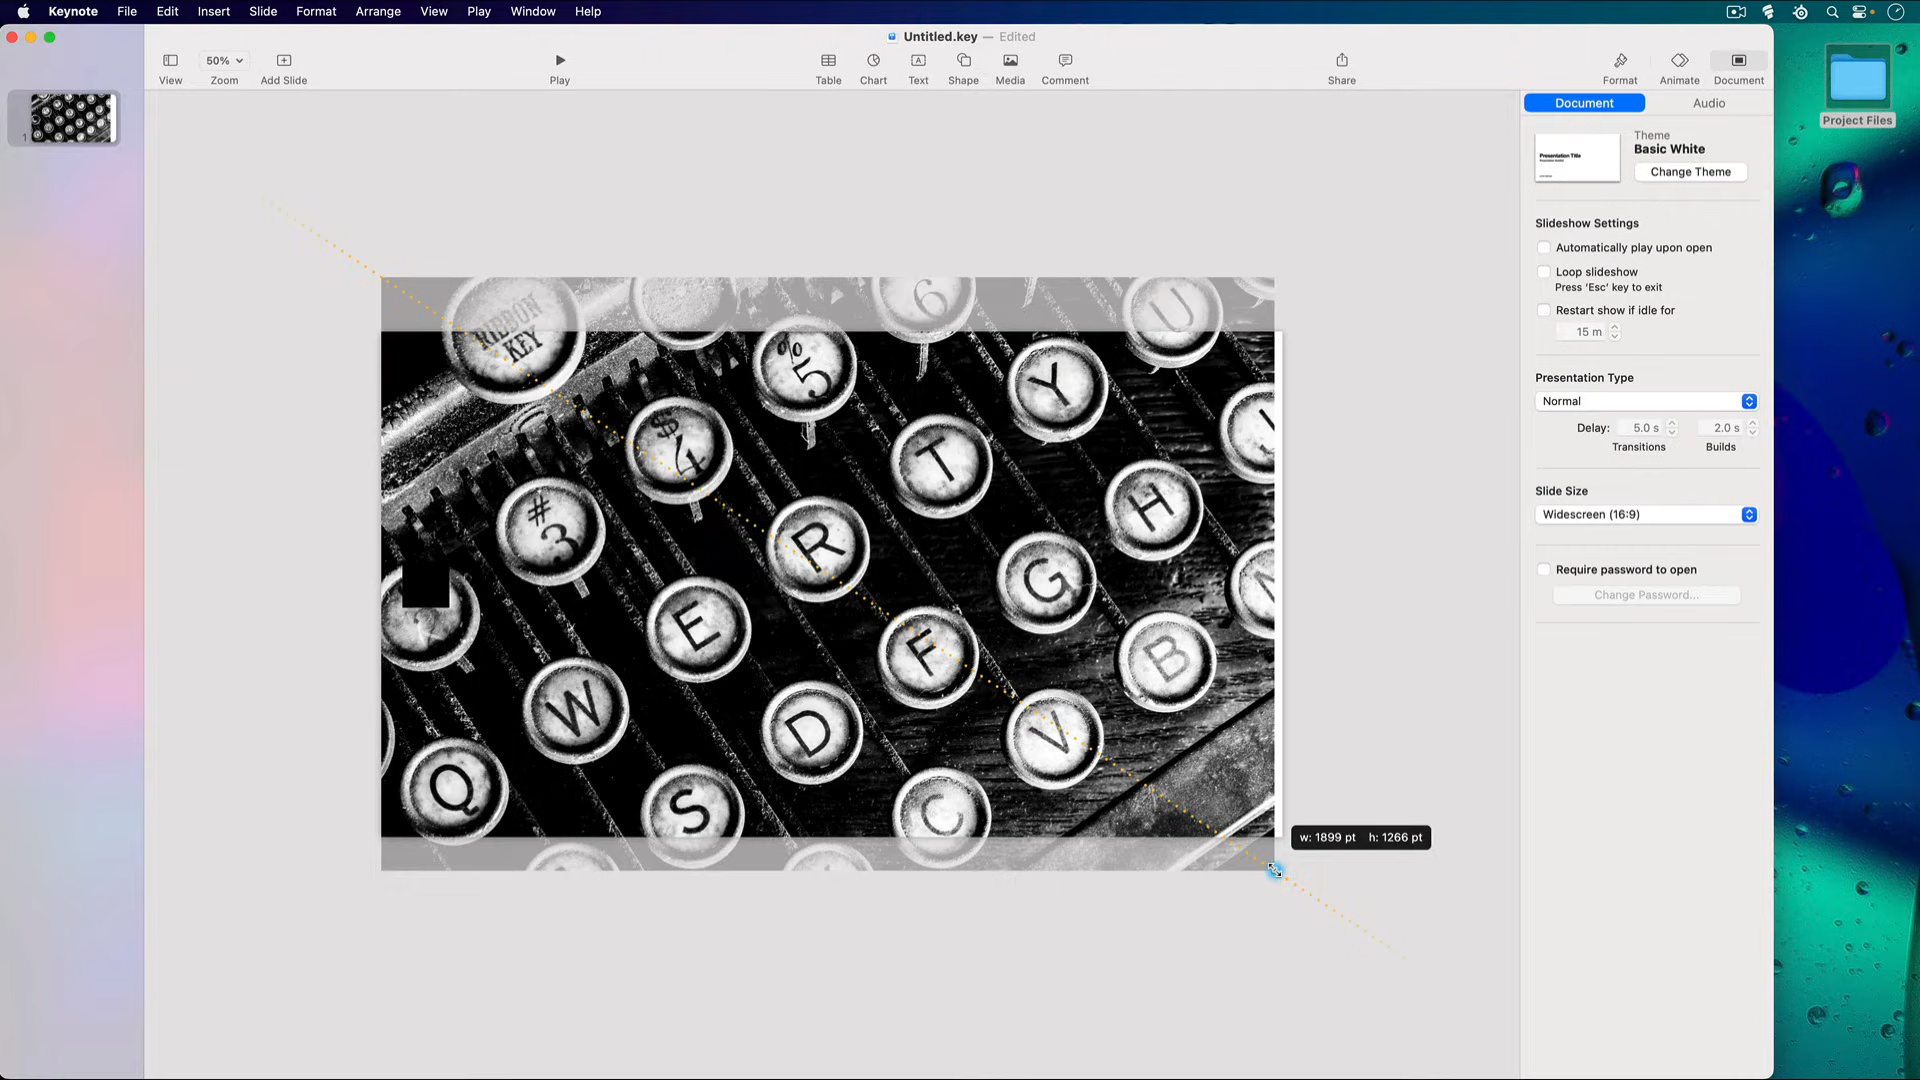 Keynote File Edit Insert Slide Format Arrange View Play Window Help
Untitled.key — Edited
50%
View Zoom Add Slide Play Table Chart Text Shape Media Comment Share Format Animate Document
Project Files
1
Document Audio
Presentation Title
Theme
Basic White
Change Theme
Slideshow Settings
Automatically play upon open
Loop slideshow
Press ‘Esc’ key to exit
Restart show if idle for
15 m
Presentation Type
Normal
Delay: 5.0 s 2.0 s
Transitions Builds
Slide Size
Widescreen (16:9)
Require password to open
Change Password...
RIBBON
KEY
6 U
% 5 Y J
$ 4 T H
# 3 R G
2 E F B
W D V
Q S C
w: 1899 pt h: 1266 pt